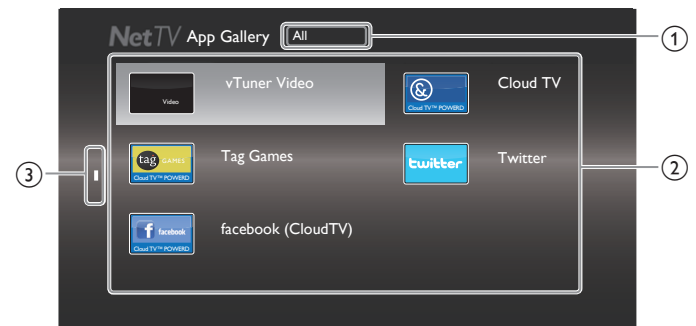 NetTV App Gallery All
1
vTuner Video
Video
Cloud TV
&
Cloud TV™ POWERD
Tag Games
tag GAMES
Cloud TV™ POWERD
Twitter
twitter
2
3
facebook (CloudTV)
f facebook
Cloud TV™ POWERD